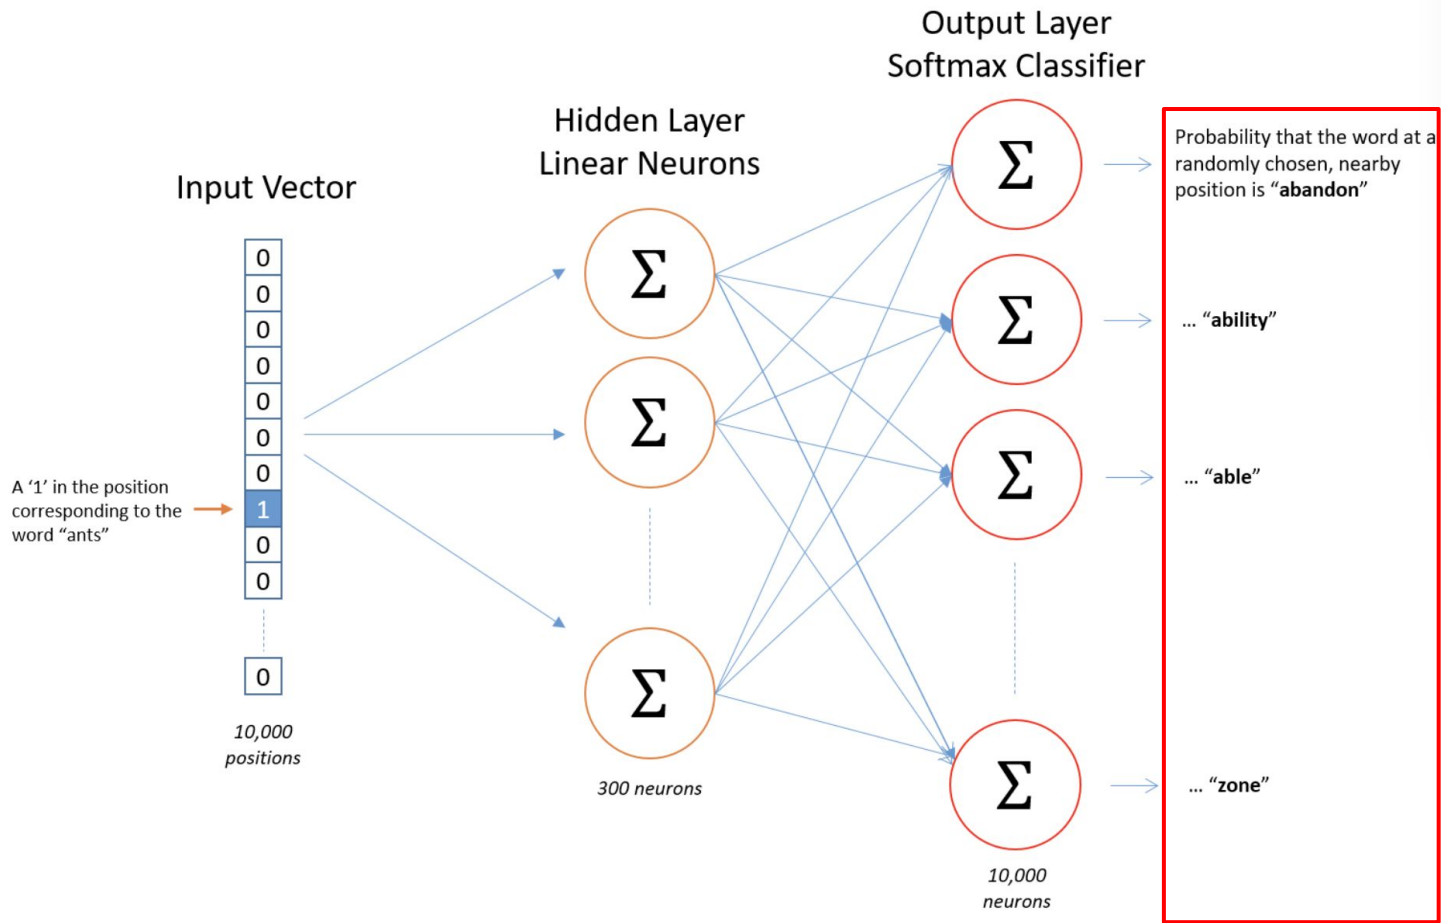 Output Layer
Softmax Classifier
Hidden Layer
Linear Neurons
Input Vector
0
0
0
0
0
0
0
1
0
0
0
A ‘1’ in the position
corresponding to the
word “ants”
10,000
positions
Σ
Σ
Σ
300 neurons
Σ
Σ
Σ
Σ
10,000
neurons
Probability that the word at a
randomly chosen, nearby
position is “abandon”
... “ability”
... “able”
... “zone”